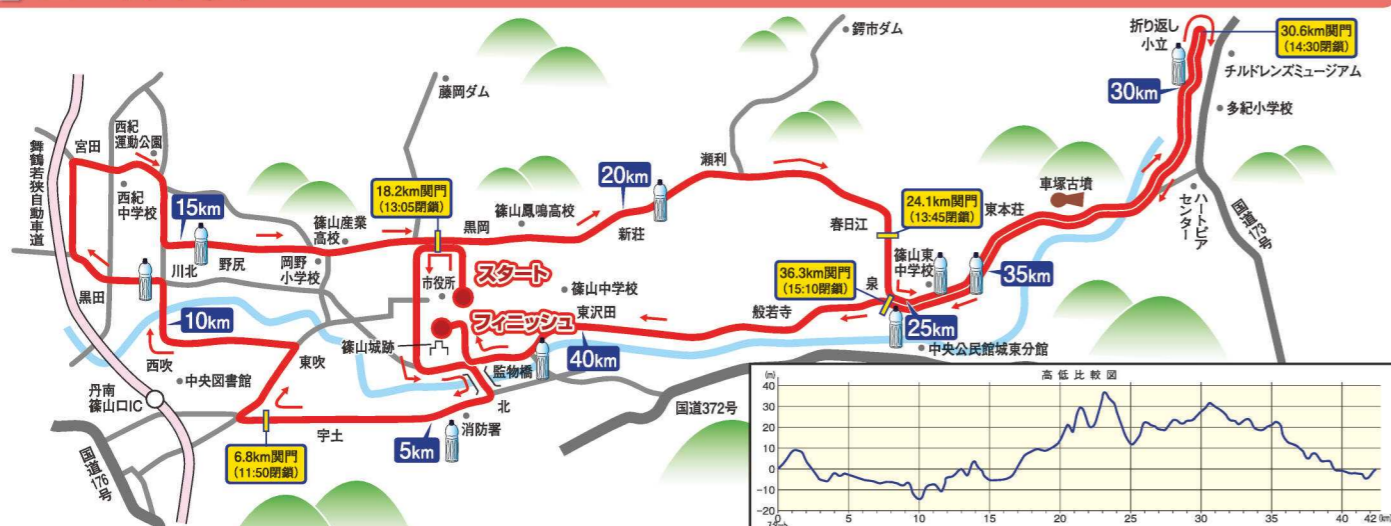 折り返し
小立
30.6km関門
(14:30閉鎖)
チルドレンズミュージアム
30km
多紀小学校
鍔市ダム
藤岡ダム
西紀
運動公園
宮田
舞鶴若狭自動車道
西紀
中学校
15km
18.2km関門
(13:05閉鎖)
20km
瀬利
篠山産業
高校
黒岡
篠山鳳鳴高校
新荘
24.1km関門
(13:45閉鎖)
車塚古墳
東本荘
ハートピア
センター
国道173号
春日江
篠山東
中学校
川北
野尻
岡野
小学校
市役所
スタート
篠山中学校
36.3km関門
(15:10閉鎖)
泉
35km
黒田
10km
フィニッシュ
東沢田
般若寺
25km
中央公民館城東分館
西吹
東吹
篠山城跡
監物橋
40km
中央図書館
丹南
篠山口IC
北
国道372号
宇土
消防署
5km
6.8km関門
(11:50閉鎖)
国道176号
高低比較図
(m)
40
30
20
10
0
-10
-20
0
5
10
15
20
25
30
35
40
42(km)